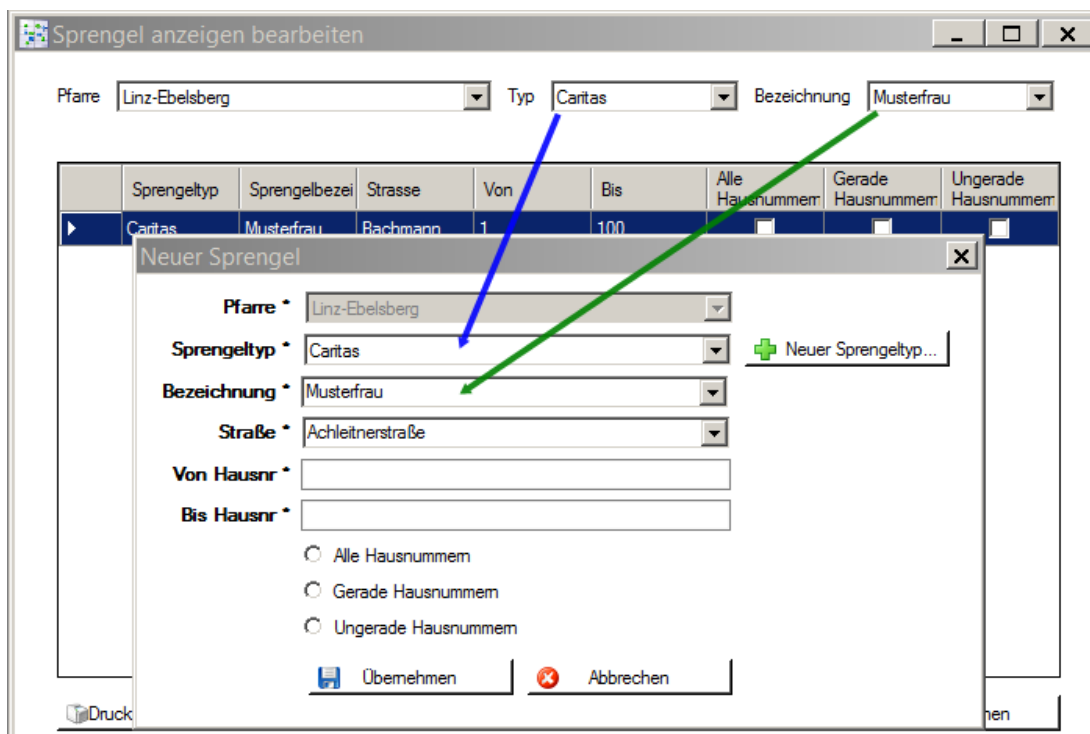 Sprengel anzeigen bearbeiten
Pfarre Linz-Ebelsberg Typ Caritas Bezeichnung Musterfrau
Sprengeltyp Sprengelbezei Strasse Von Bis Alle Hausnummern Gerade Hausnummern Ungerade Hausnummern
Caritas Musterfrau Bachmann 1 100
Neuer Sprengel
Pfarre * Linz-Ebelsberg
Sprengeltyp * Caritas Neuer Sprengeltyp...
Bezeichnung * Musterfrau
Straße * Achleitnerstraße
Von Hausnr *
Bis Hausnr *
Alle Hausnummern
Gerade Hausnummern
Ungerade Hausnummern
Übernehmen Abbrechen
Druck nen